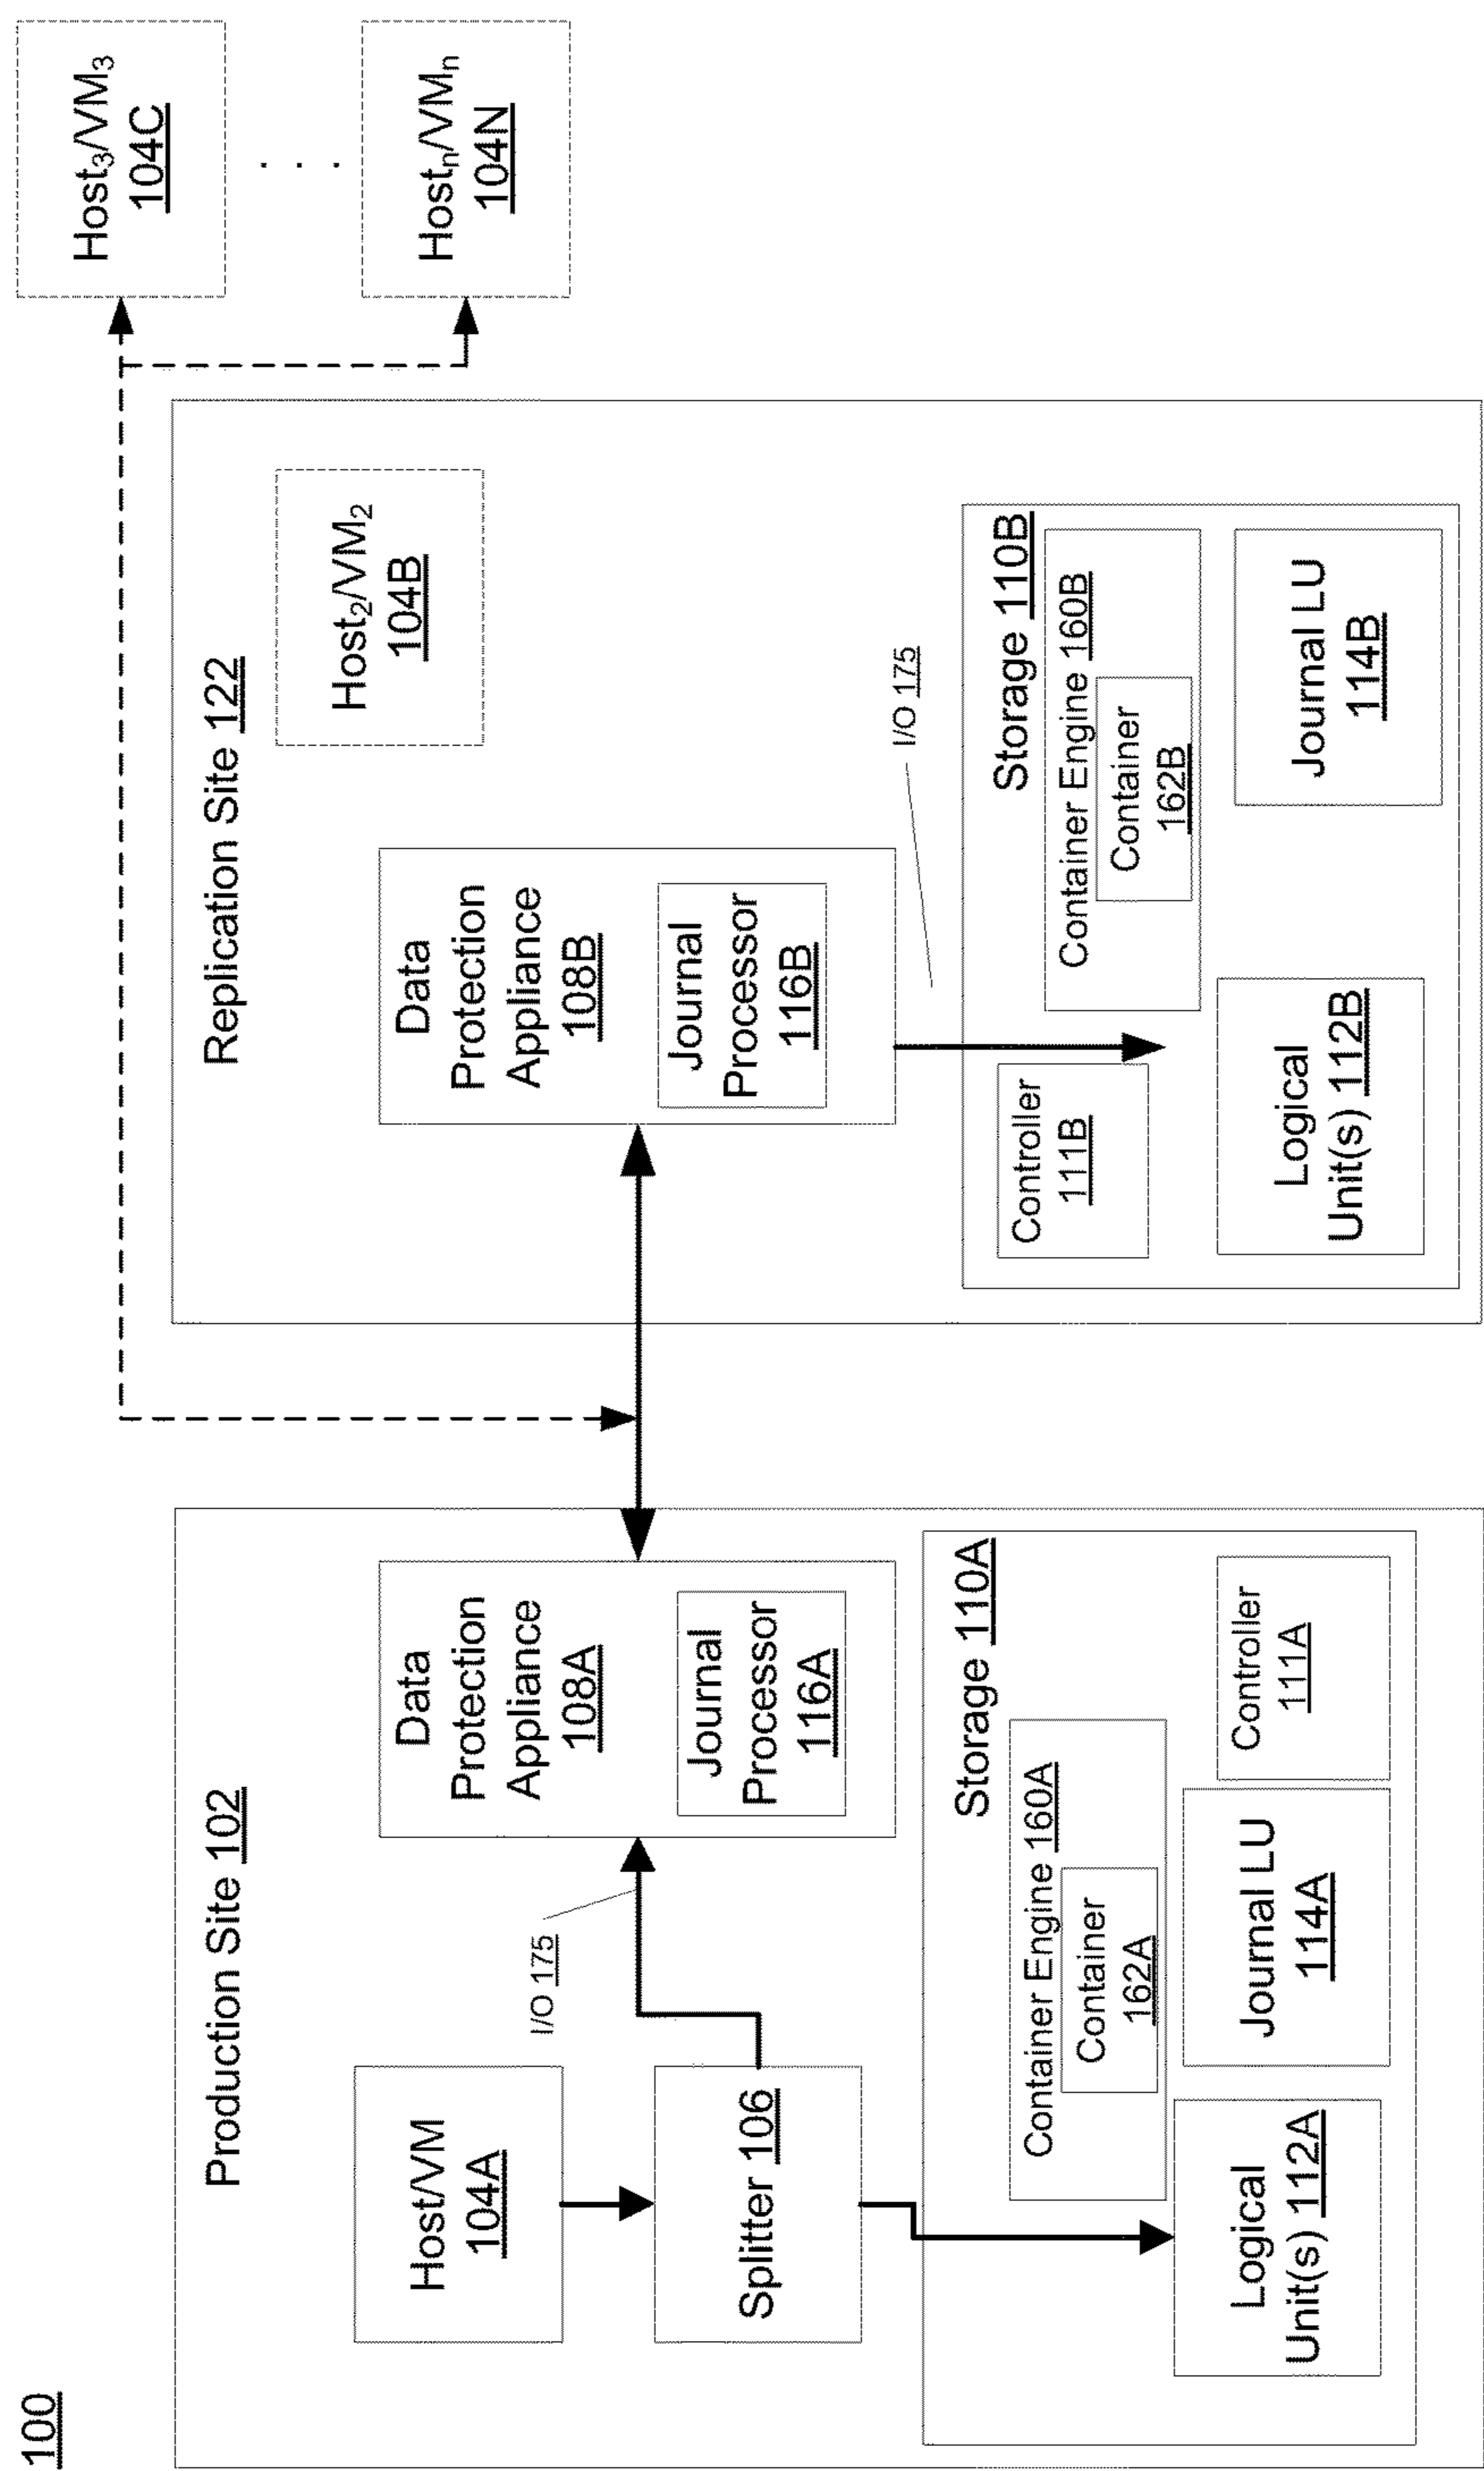 100
Production Site 102
Host/VM
104A
Splitter 106
I/O 175
Data
Protection
Appliance
108A
Journal
Processor
116A
Storage 110A
Container Engine 160A
Container
162A
Logical
Unit(s) 112A
Journal LU
114A
Controller
111A
Replication Site 122
Host2/VM2
104B
Data
Protection
Appliance
108B
Journal
Processor
116B
I/O 175
Storage 110B
Controller
111B
Container Engine 160B
Container
162B
Logical
Unit(s) 112B
Journal LU
114B
Host3/VM3
104C
. . .
Hostn/VMn
104N